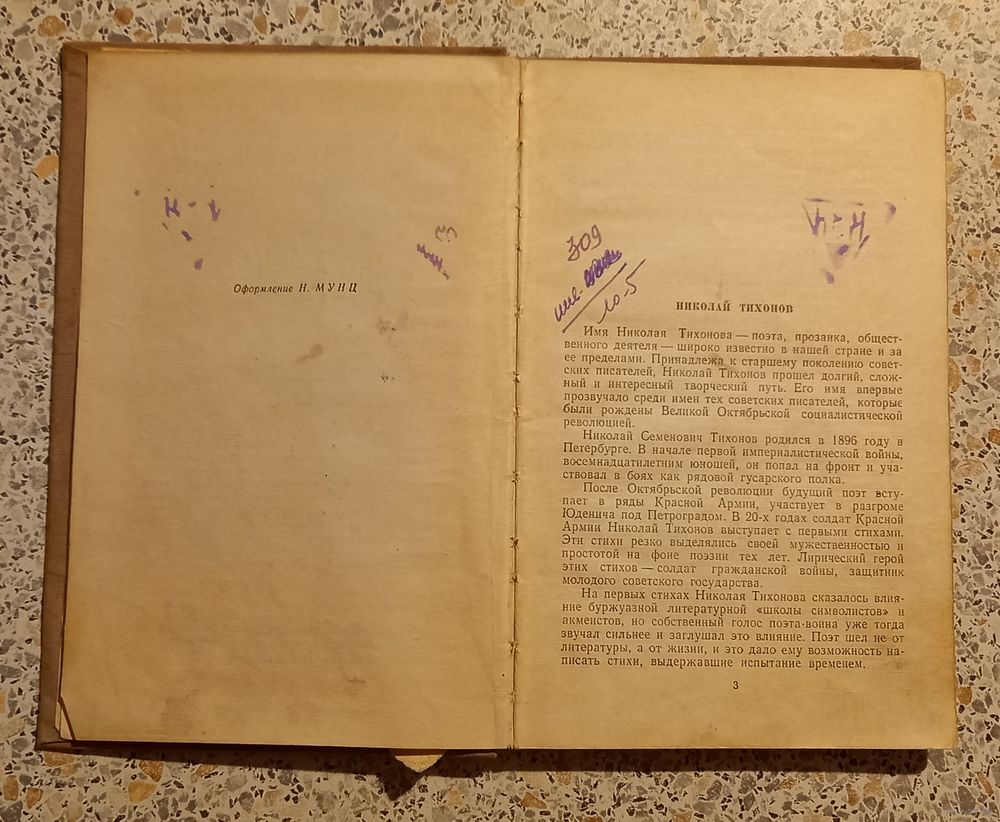 Оформление Н. МУНЦ
309
10-5
НИКОЛАЙ ТИХОНОВ
Имя Николая Тихонова — поэта, прозаика, общест-
венного деятеля — широко известно в нашей стране и за
ее пределами. Принадлежа к старшему поколению совет-
ских писателей, Николай Тихонов прошел долгий, слож-
ный и интересный творческий путь. Его имя впервые
прозвучало среди имен тех советских писателей, которые
были рождены Великой Октябрьской социалистической
революцией.
Николай Семенович Тихонов родился в 1896 году в
Петербурге. В начале первой империалистической войны,
восемнадцатилетним юношей, он попал на фронт и уча-
ствовал в боях как рядовой гусарского полка.
После Октябрьской революции будущий поэт всту-
пает в ряды Красной Армии, участвует в разгроме
Юденича под Петроградом. В 20-х годах солдат Красной
Армии Николай Тихонов выступает с первыми стихами.
Эти стихи резко выделялись своей мужественностью и
простотой на фоне поэзии тех лет. Лирический герой
этих стихов — солдат гражданской войны, защитник
молодого советского государства.
На первых стихах Николая Тихонова сказалось влия-
ние буржуазной литературной «школы символистов» и
акмеистов, но собственный голос поэта-воина уже тогда
звучал сильнее и заглушал это влияние. Поэт шел не от
литературы, а от жизни, и это дало ему возможность на-
писать стихи, выдержавшие испытание временем.
3